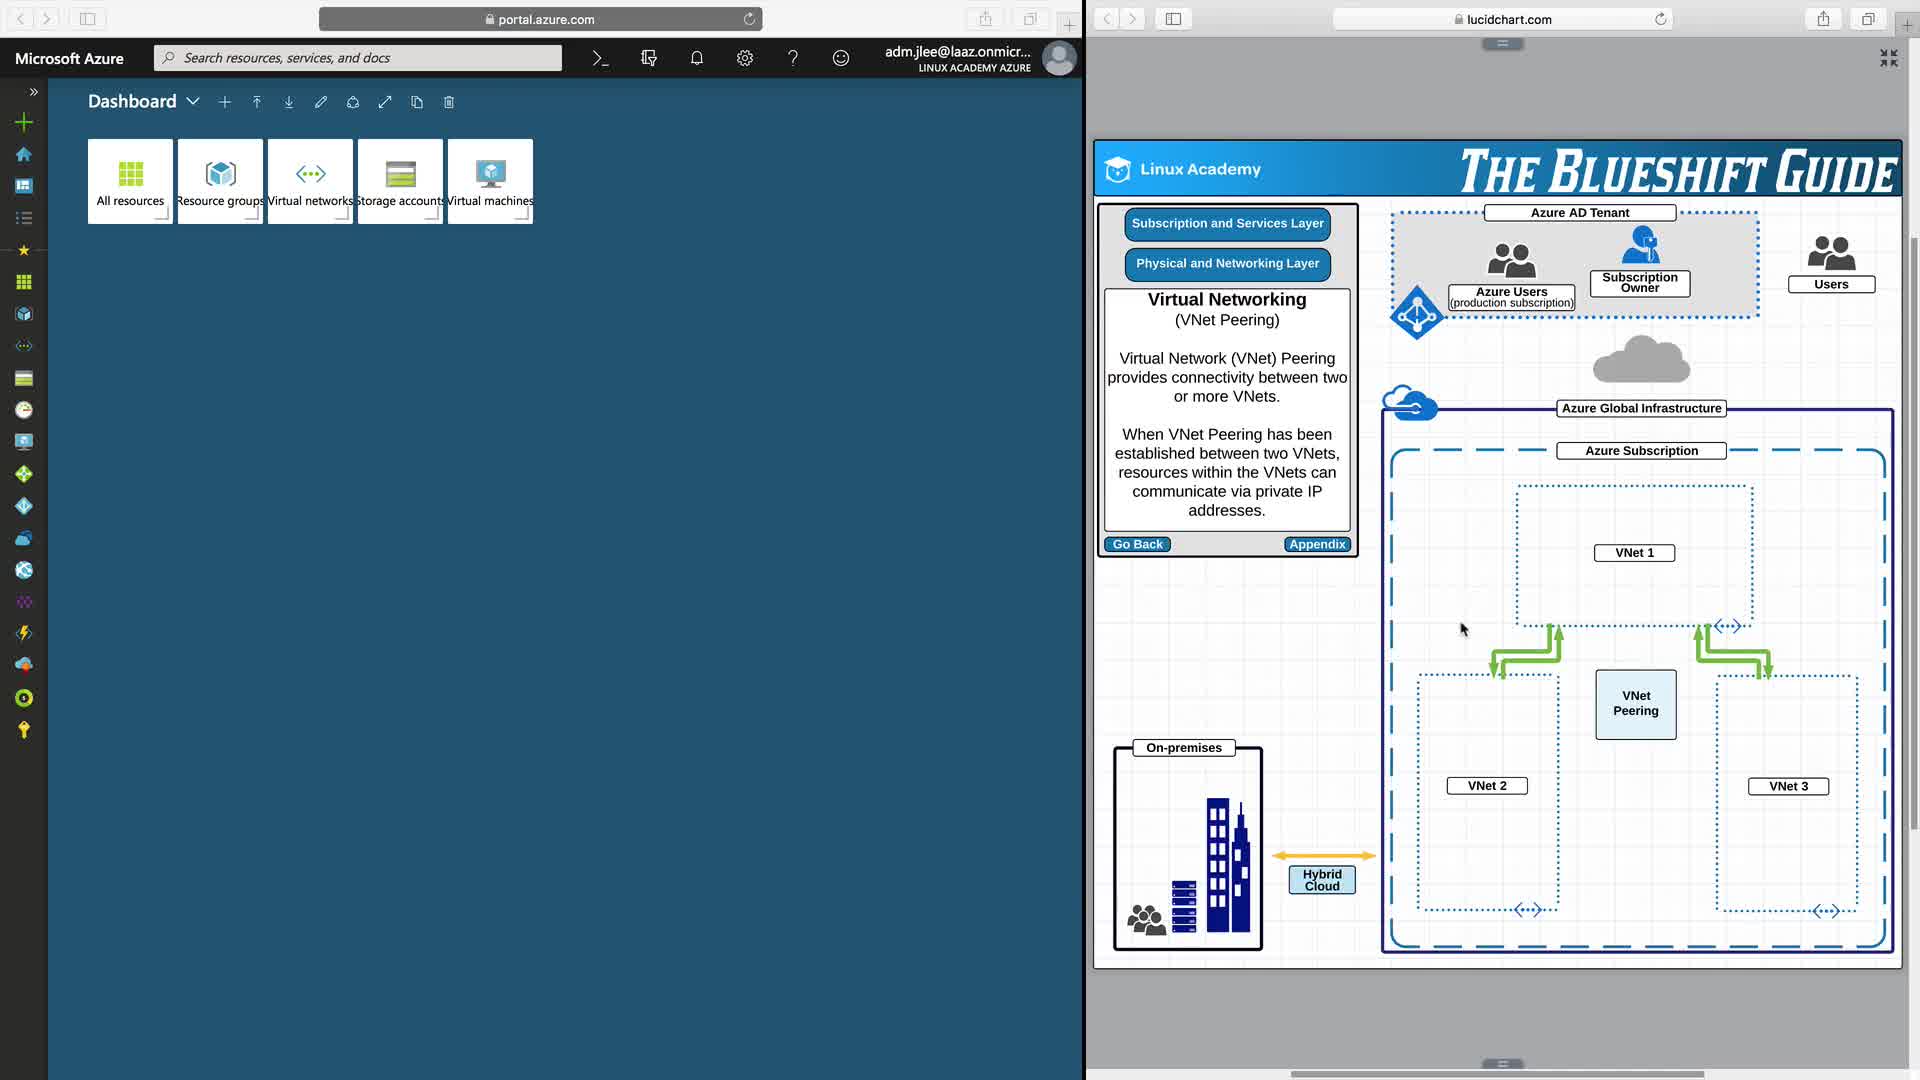 portal.azure.com
Microsoft Azure
Search resources, services, and docs
adm.jlee@laaz.onmicr...
LINUX ACADEMY AZURE
Dashboard
All resources
Resource groups
Virtual networks
Storage accounts
Virtual machines
lucidchart.com
Linux Academy
THE BLUESHIFT GUIDE
Subscription and Services Layer
Physical and Networking Layer
Virtual Networking
(VNet Peering)
Virtual Network (VNet) Peering
provides connectivity between two
or more VNets.
When VNet Peering has been
established between two VNets,
resources within the VNets can
communicate via private IP
addresses.
Go Back
Appendix
Azure AD Tenant
Azure Users
(production subscription)
Subscription
Owner
Users
Azure Global Infrastructure
Azure Subscription
VNet 1
VNet
Peering
VNet 2
VNet 3
On-premises
Hybrid
Cloud